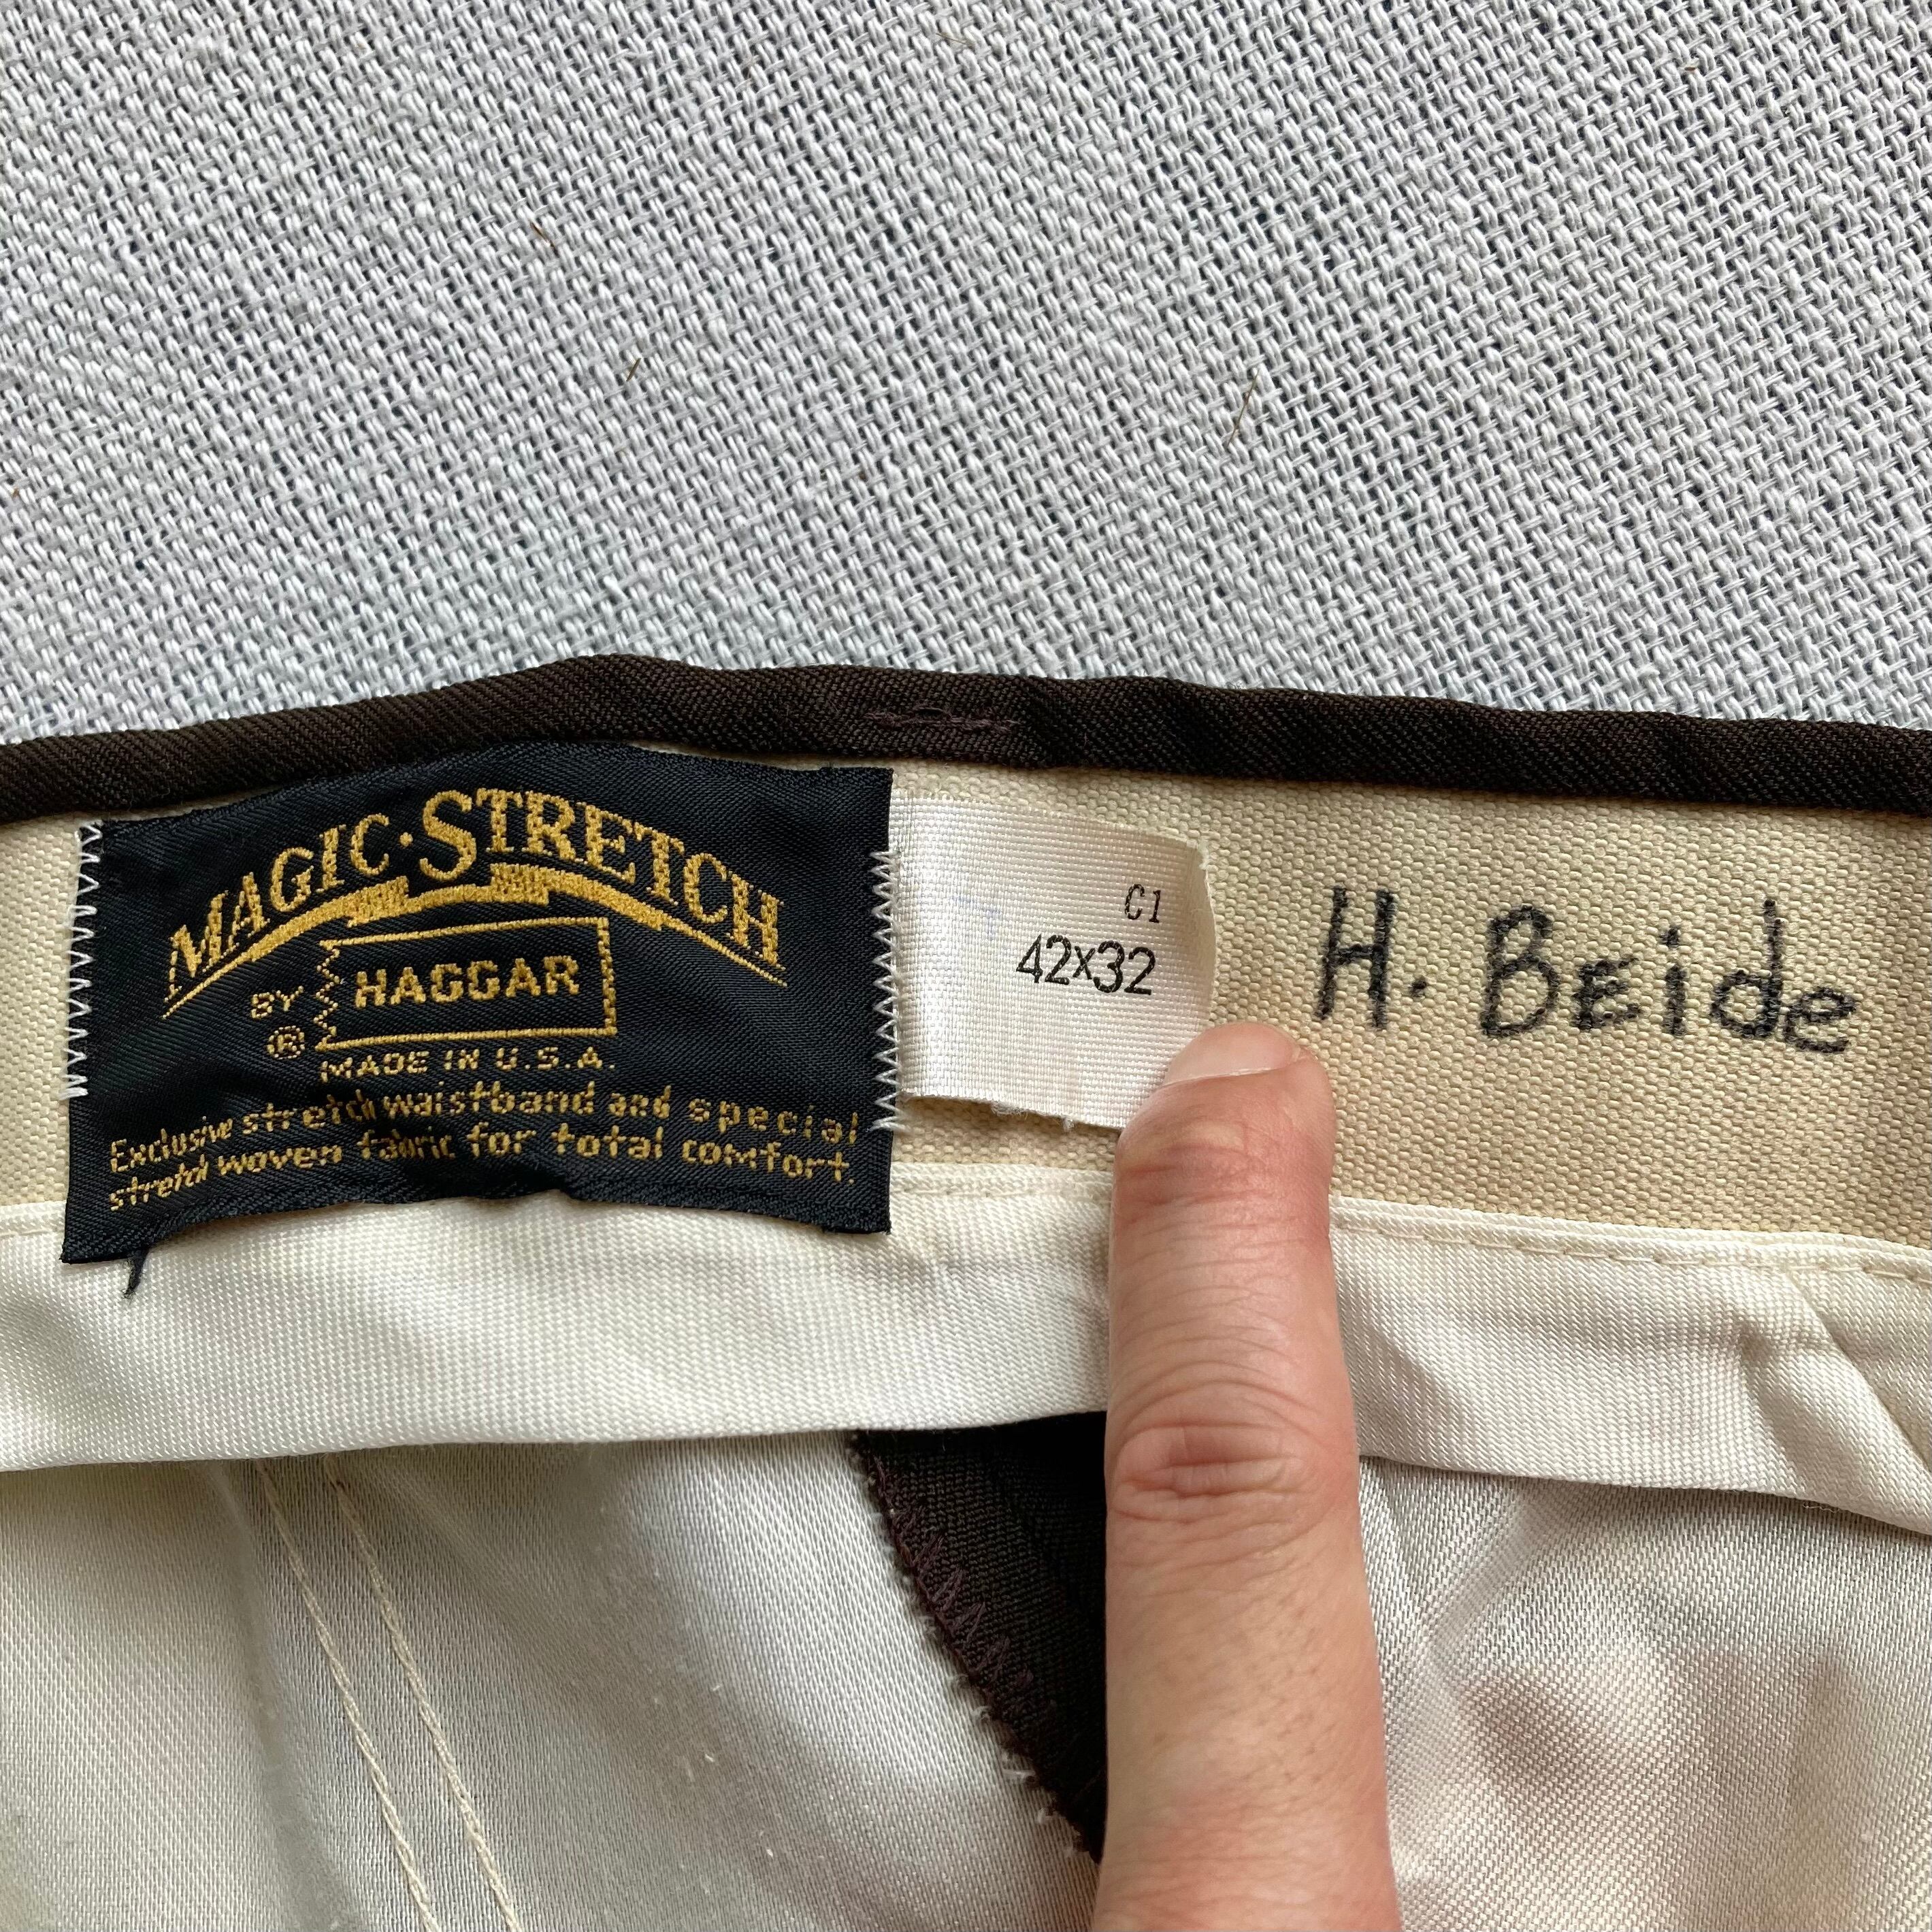 MAGIC·STRETCH
BY HAGGAR
®
MADE IN U.S.A.
Exclusive stretch waistband and special
stretch woven fabric for total comfort.
C1
42x32
H. Beide